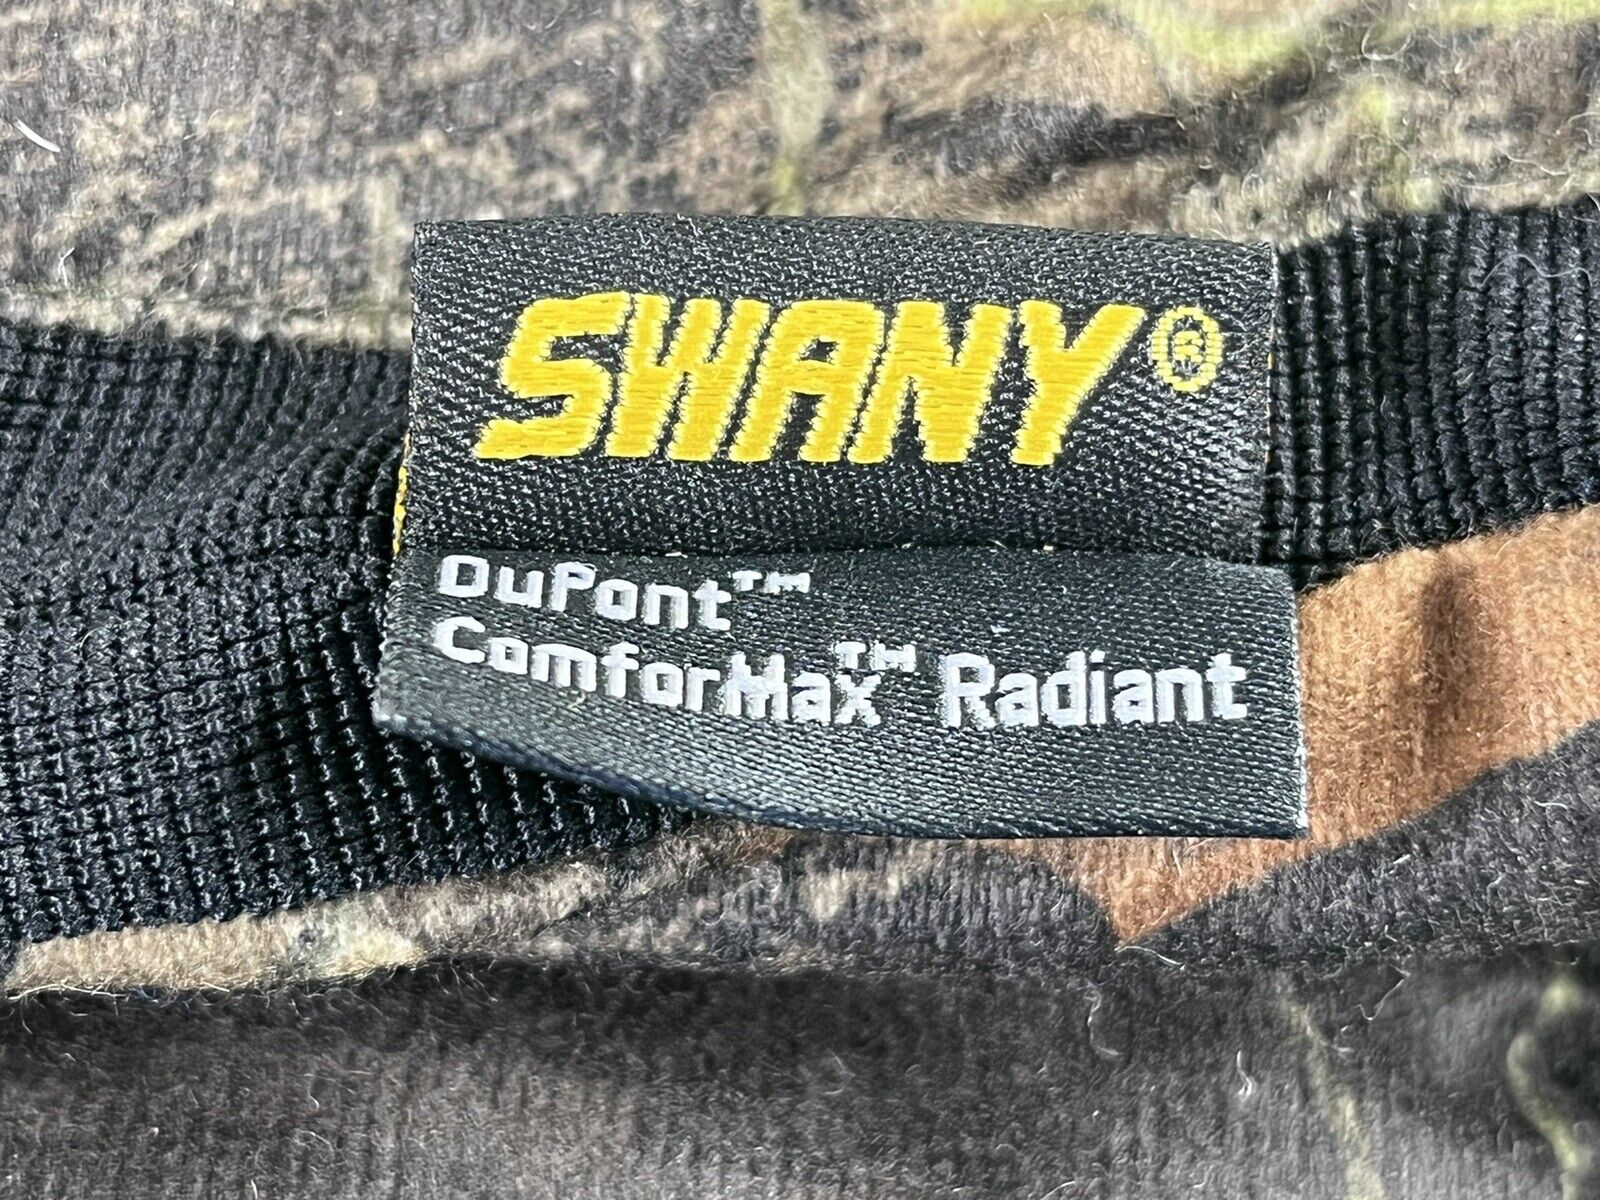 SWANY®
DuPont™
ComforMax™ Radiant